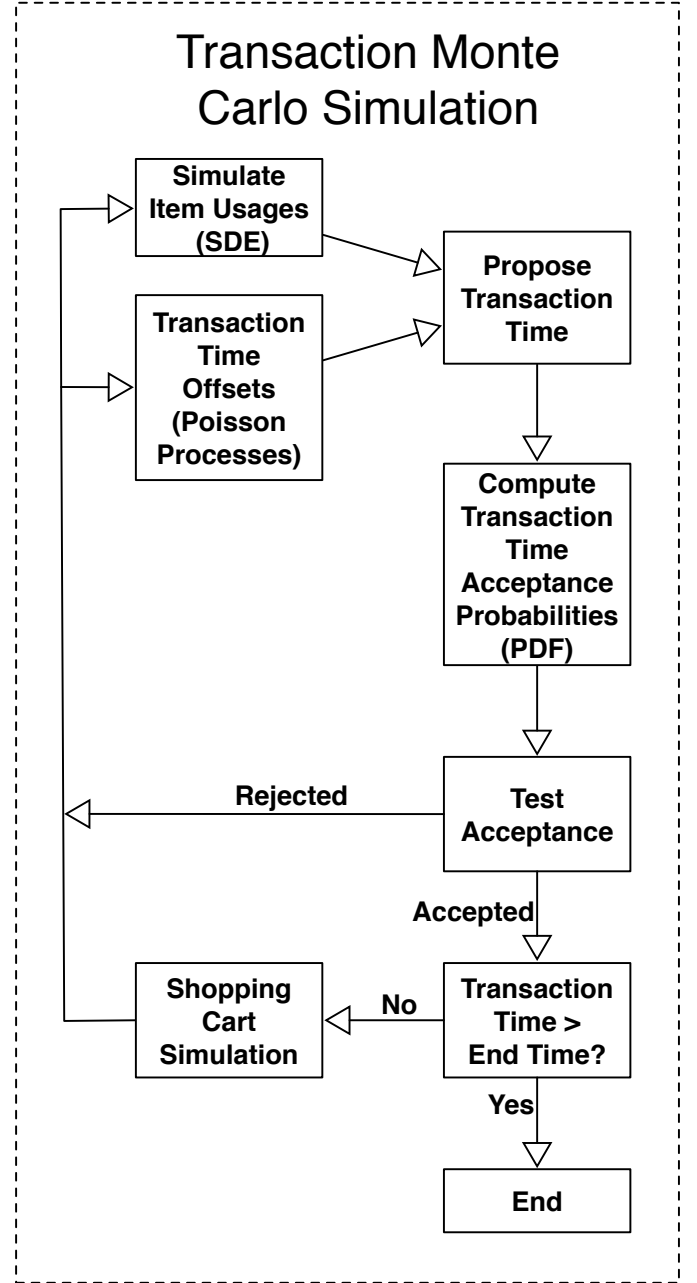 Transaction Monte
Carlo Simulation
Simulate
Item Usages
(SDE)
Propose
Transaction
Time
Transaction
Time
Offsets
(Poisson
Processes)
Compute
Transaction
Time
Acceptance
Probabilities
(PDF)
Rejected
Test
Acceptance
Accepted
Shopping
Cart
Simulation
No
Transaction
Time >
End Time?
Yes
End